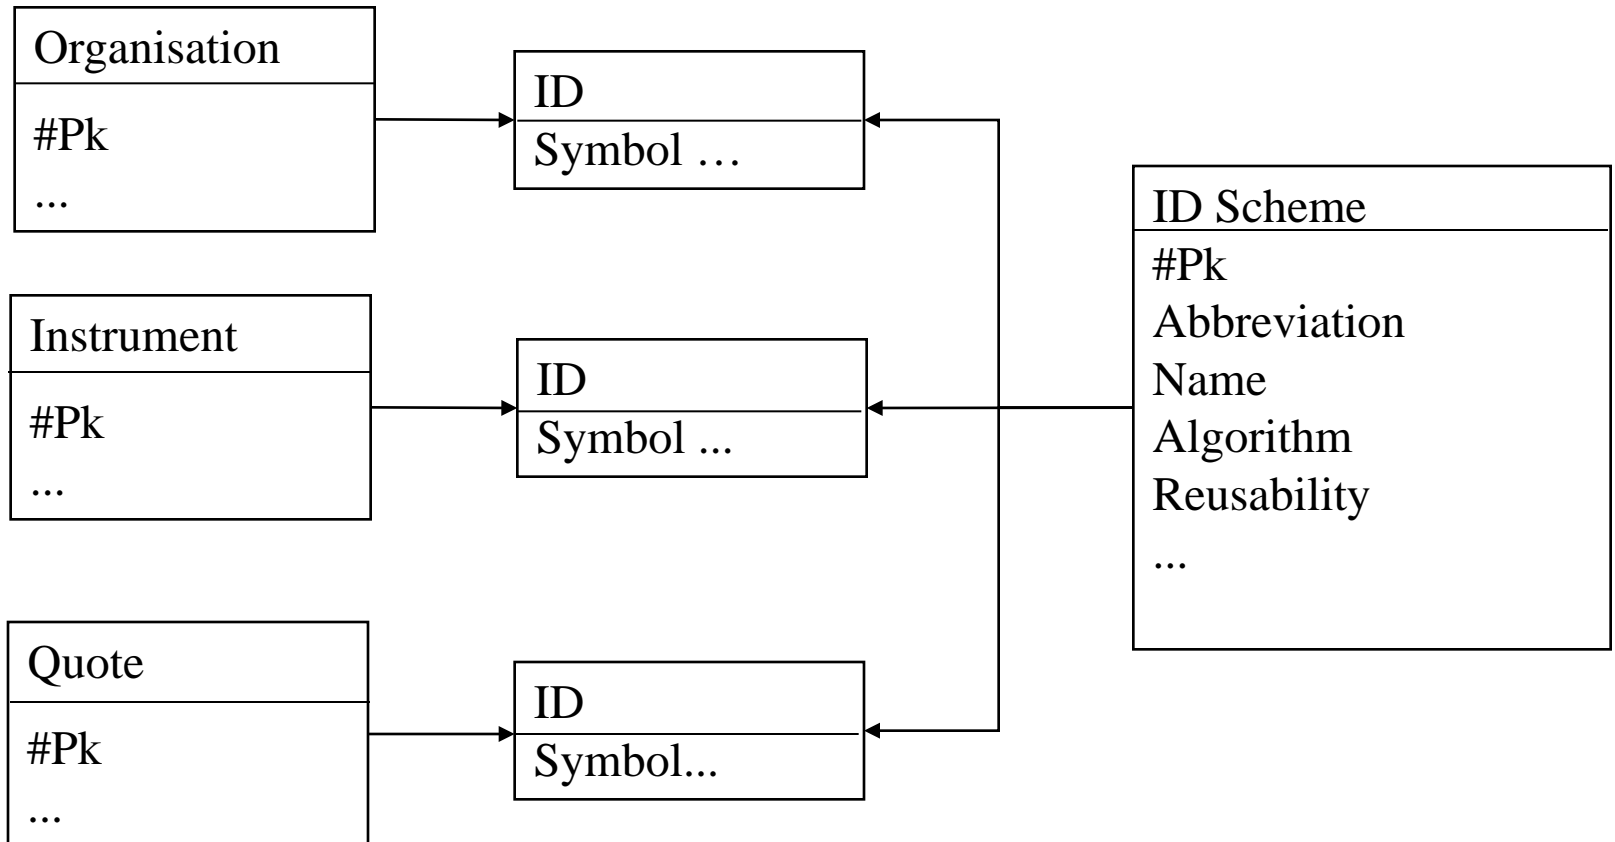 Organisation
#Pk
...
ID
Symbol …
Instrument
#Pk
...
ID
Symbol ...
Quote
#Pk
...
ID
Symbol...
ID Scheme
#Pk
Abbreviation
Name
Algorithm
Reusability
...